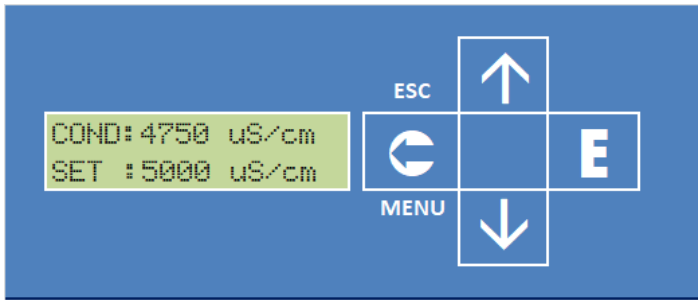 COND:4750 uS/cm
SET :5000 uS/cm
ESC
MENU
E